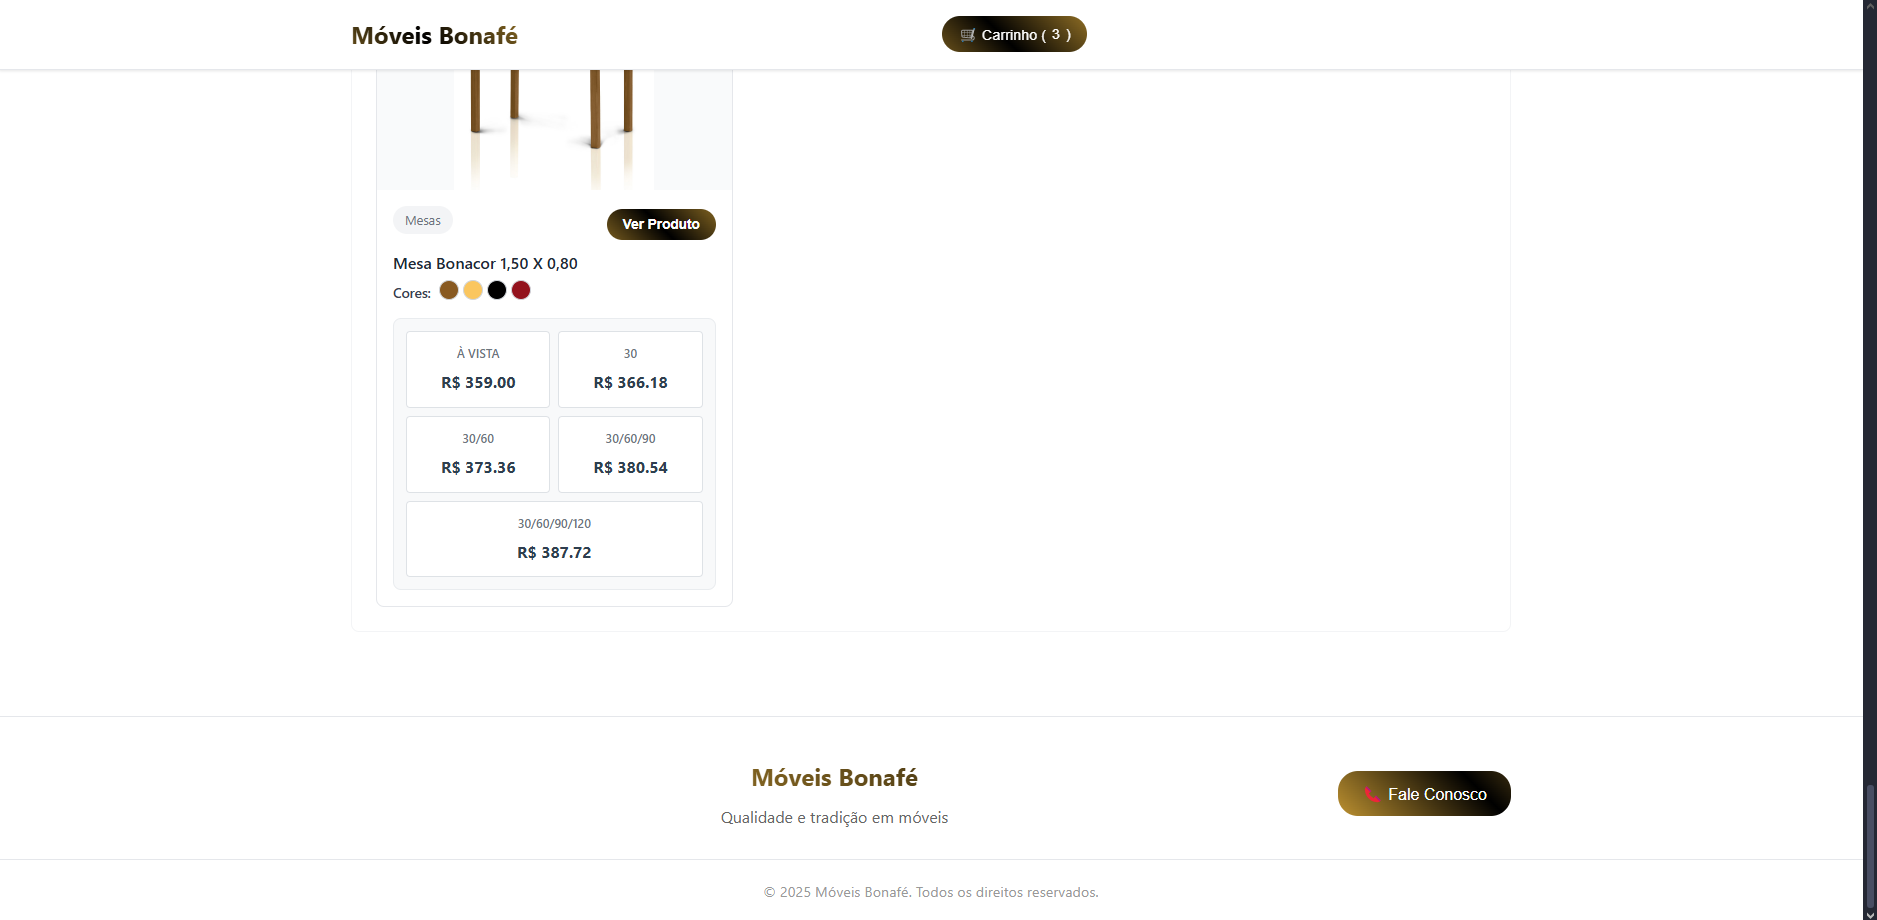 Móveis Bonafé
🛒 Carrinho ( 3 )
Mesas
Ver Produto
Mesa Bonacor 1,50 X 0,80
Cores:
À VISTA
R$ 359.00
30
R$ 366.18
30/60
R$ 373.36
30/60/90
R$ 380.54
30/60/90/120
R$ 387.72
Móveis Bonafé
Qualidade e tradição em móveis
📞 Fale Conosco
© 2025 Móveis Bonafé. Todos os direitos reservados.